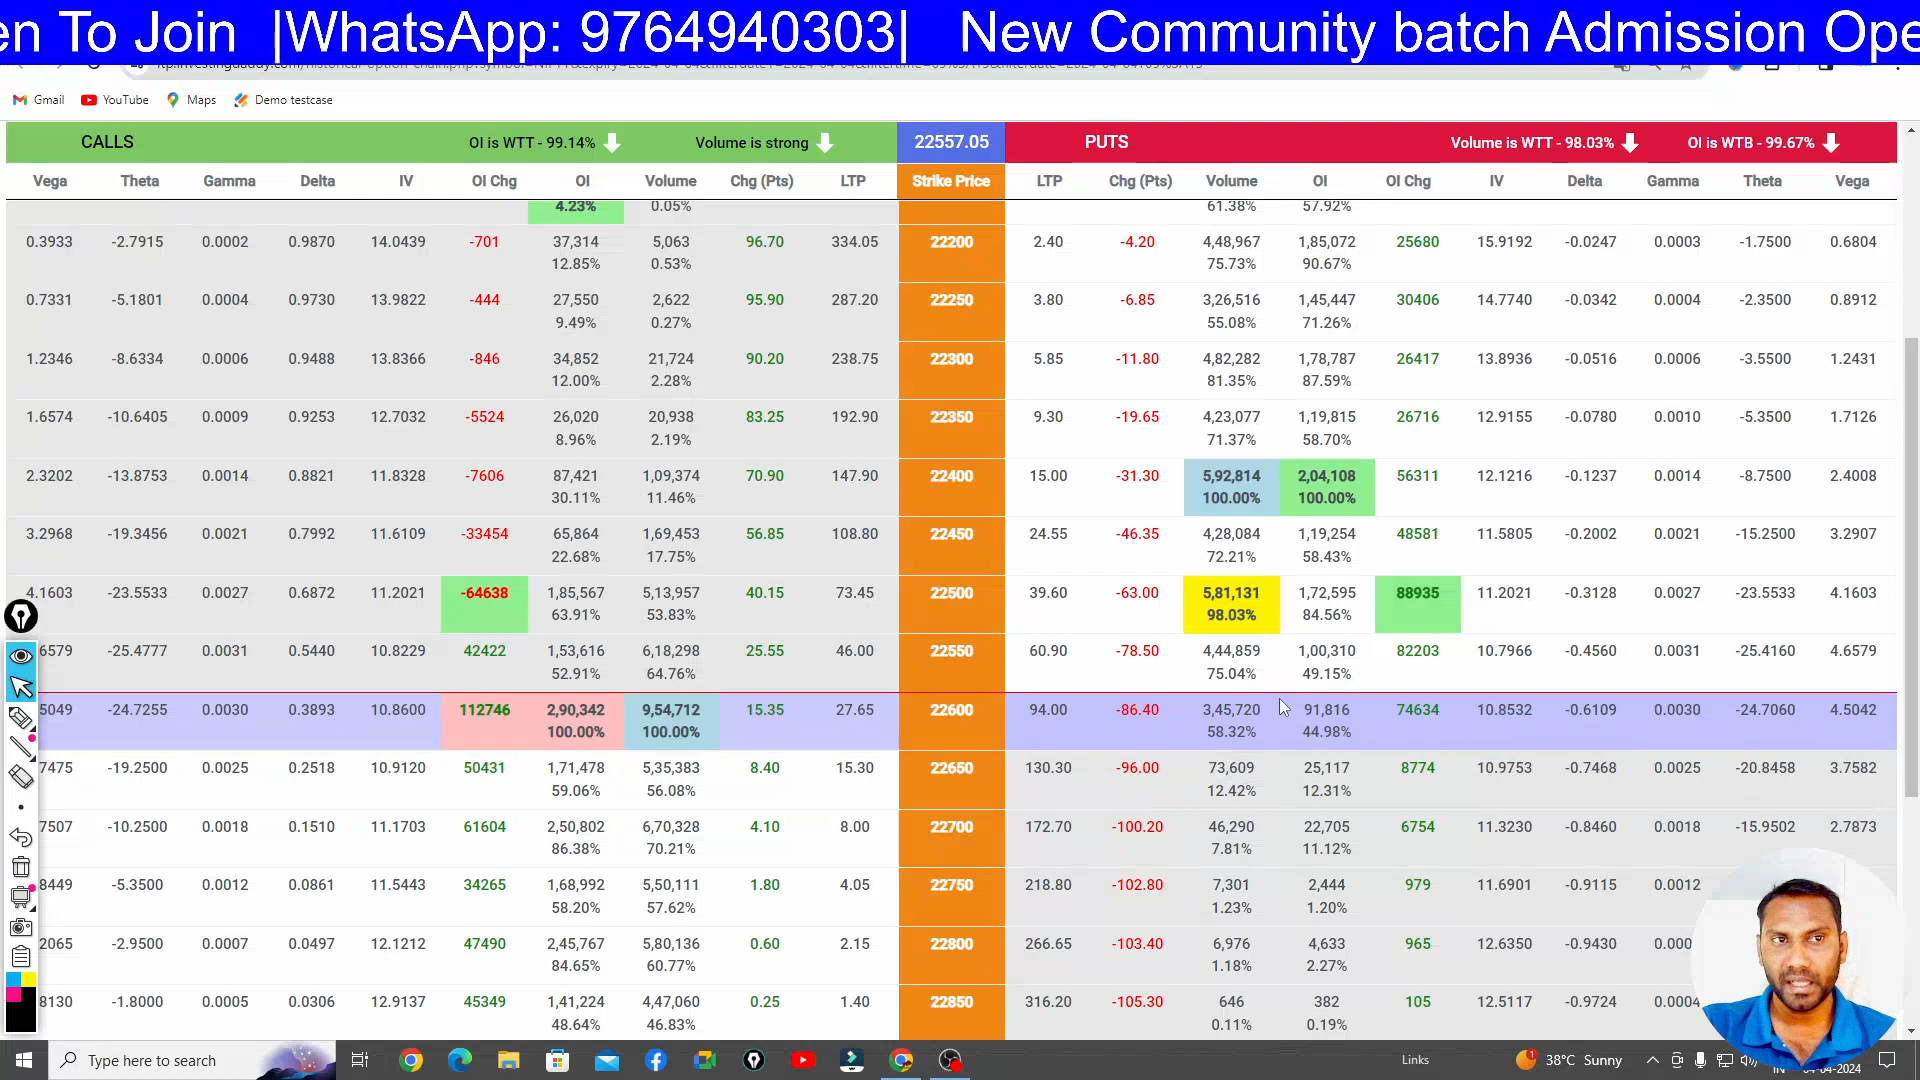 en To Join |WhatsApp: 9764940303| New Community batch Admission Ope
Gmail YouTube Maps Demo testcase
CALLS OI is WTT - 99.14% Volume is strong 22557.05 PUTS Volume is WTT - 98.03% OI is WTB - 99.67%
Vega Theta Gamma Delta IV OI Chg OI Volume Chg (Pts) LTP Strike Price LTP Chg (Pts) Volume OI OI Chg IV Delta Gamma Theta Vega
4.23% 0.05% 61.38% 57.92%
0.3933 -2.7915 0.0002 0.9870 14.0439 -701 37,314 5,063 96.70 334.05 22200 2.40 -4.20 4,48,967 1,85,072 25680 15.9192 -0.0247 0.0003 -1.7500 0.6804
12.85% 0.53% 75.73% 90.67%
0.7331 -5.1801 0.0004 0.9730 13.9822 -444 27,550 2,622 95.90 287.20 22250 3.80 -6.85 3,26,516 1,45,447 30406 14.7740 -0.0342 0.0004 -2.3500 0.8912
9.49% 0.27% 55.08% 71.26%
1.2346 -8.6334 0.0006 0.9488 13.8366 -846 34,852 21,724 90.20 238.75 22300 5.85 -11.80 4,82,282 1,78,787 26417 13.8936 -0.0516 0.0006 -3.5500 1.2431
12.00% 2.28% 81.35% 87.59%
1.6574 -10.6405 0.0009 0.9253 12.7032 -5524 26,020 20,938 83.25 192.90 22350 9.30 -19.65 4,23,077 1,19,815 26716 12.9155 -0.0780 0.0010 -5.3500 1.7126
8.96% 2.19% 71.37% 58.70%
2.3202 -13.8753 0.0014 0.8821 11.8328 -7606 87,421 1,09,374 70.90 147.90 22400 15.00 -31.30 5,92,814 2,04,108 56311 12.1216 -0.1237 0.0014 -8.7500 2.4008
30.11% 11.46% 100.00% 100.00%
3.2968 -19.3456 0.0021 0.7992 11.6109 -33454 65,864 1,69,453 56.85 108.80 22450 24.55 -46.35 4,28,084 1,19,254 48581 11.5805 -0.2002 0.0021 -15.2500 3.2907
22.68% 17.75% 72.21% 58.43%
4.1603 -23.5533 0.0027 0.6872 11.2021 -64638 1,85,567 5,13,957 40.15 73.45 22500 39.60 -63.00 5,81,131 1,72,595 88935 11.2021 -0.3128 0.0027 -23.5533 4.1603
63.91% 53.83% 98.03% 84.56%
6579 -25.4777 0.0031 0.5440 10.8229 42422 1,53,616 6,18,298 25.55 46.00 22550 60.90 -78.50 4,44,859 1,00,310 82203 10.7966 -0.4560 0.0031 -25.4160 4.6579
52.91% 64.76% 75.04% 49.15%
5049 -24.7255 0.0030 0.3893 10.8600 112746 2,90,342 9,54,712 15.35 27.65 22600 94.00 -86.40 3,45,720 91,816 74634 10.8532 -0.6109 0.0030 -24.7060 4.5042
100.00% 100.00% 58.32% 44.98%
7475 -19.2500 0.0025 0.2518 10.9120 50431 1,71,478 5,35,383 8.40 15.30 22650 130.30 -96.00 73,609 25,117 8774 10.9753 -0.7468 0.0025 -20.8458 3.7582
59.06% 56.08% 12.42% 12.31%
7507 -10.2500 0.0018 0.1510 11.1703 61604 2,50,802 6,70,328 4.10 8.00 22700 172.70 -100.20 46,290 22,705 6754 11.3230 -0.8460 0.0018 -15.9502 2.7873
86.38% 70.21% 7.81% 11.12%
8449 -5.3500 0.0012 0.0861 11.5443 34265 1,68,992 5,50,111 1.80 4.05 22750 218.80 -102.80 7,301 2,444 979 11.6901 -0.9115 0.0012
58.20% 57.62% 1.23% 1.20%
2065 -2.9500 0.0007 0.0497 12.1212 47490 2,45,767 5,80,136 0.60 2.15 22800 266.65 -103.40 6,976 4,633 965 12.6350 -0.9430 0.000
84.65% 60.77% 1.18% 2.27%
8130 -1.8000 0.0005 0.0306 12.9137 45349 1,41,224 4,47,060 0.25 1.40 22850 316.20 -105.30 646 382 105 12.5117 -0.9724 0.0004
48.64% 46.83% 0.11% 0.19%
Type here to search Links 38°C Sunny